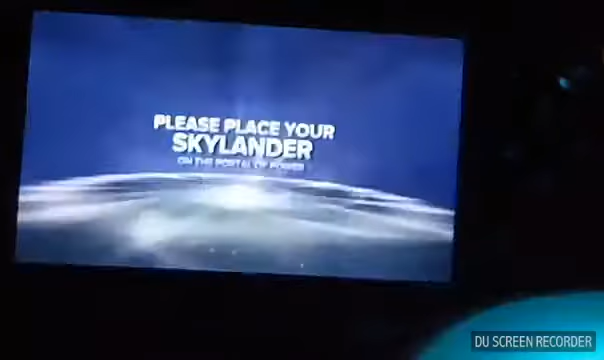 PLEASE PLACE YOUR
SKYLANDER
ON THE PORTAL OF POWER
DU SCREEN RECORDER